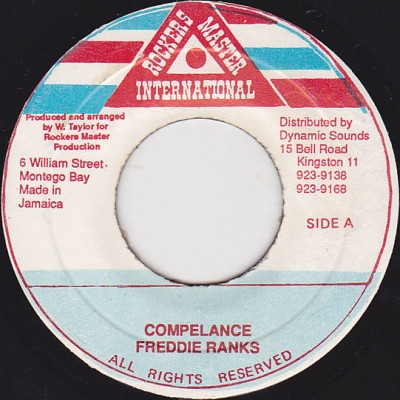 ROCKERS MASTER
INTERNATIONAL
Produced and arranged
by W. Taylor for
Rockers Master
Production
6 William Street
Montego Bay
Made in
Jamaica
Distributed by
Dynamic Sounds
15 Bell Road
Kingston 11
923-9138
923-9168
SIDE A
COMPELANCE
FREDDIE RANKS
ALL RIGHTS RESERVED